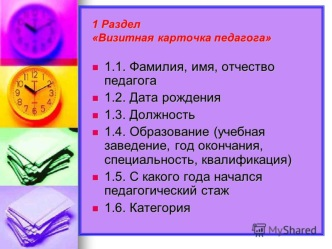 1 Раздел
«Визитная карточка педагога»
1.1. Фамилия, имя, отчество
педагога
1.2. Дата рождения
1.3. Должность
1.4. Образование (учебная
заведение, год окончания,
специальность, квалификация)
1.5. С какого года начался
педагогический стаж
1.6. Категория
MyShared